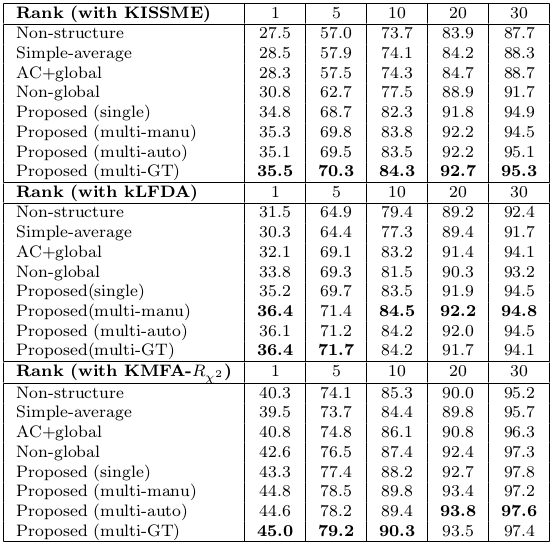 Rank (with KISSME) 1 5 10 20 30
Non-structure 27.5 57.0 73.7 83.9 87.7
Simple-average 28.5 57.9 74.1 84.2 88.3
AC+global 28.3 57.5 74.3 84.7 88.7
Non-global 30.8 62.7 77.5 88.9 91.7
Proposed (single) 34.8 68.7 82.3 91.8 94.9
Proposed (multi-manu) 35.3 69.8 83.8 92.2 94.5
Proposed (multi-auto) 35.1 69.5 83.5 92.2 95.1
Proposed (multi-GT) 35.5 70.3 84.3 92.7 95.3
Rank (with kLFDA) 1 5 10 20 30
Non-structure 31.5 64.9 79.4 89.2 92.4
Simple-average 30.3 64.4 77.3 89.4 91.7
AC+global 32.1 69.1 83.2 91.4 94.1
Non-global 33.8 69.3 81.5 90.3 93.2
Proposed(single) 35.2 69.7 83.5 91.9 94.5
Proposed(multi-manu) 36.4 71.4 84.5 92.2 94.8
Proposed (multi-auto) 36.1 71.2 84.2 92.0 94.5
Proposed(multi-GT) 36.4 71.7 84.2 91.7 94.1
Rank (with KMFA-Rχ²) 1 5 10 20 30
Non-structure 40.3 74.1 85.3 90.0 95.2
Simple-average 39.5 73.7 84.4 89.8 95.7
AC+global 40.8 74.8 86.1 90.8 96.3
Non-global 42.6 76.5 87.4 92.4 97.3
Proposed (single) 43.3 77.4 88.2 92.7 97.8
Proposed (multi-manu) 44.8 78.5 89.8 93.4 97.2
Proposed (multi-auto) 44.6 78.2 89.4 93.8 97.6
Proposed (multi-GT) 45.0 79.2 90.3 93.5 97.4